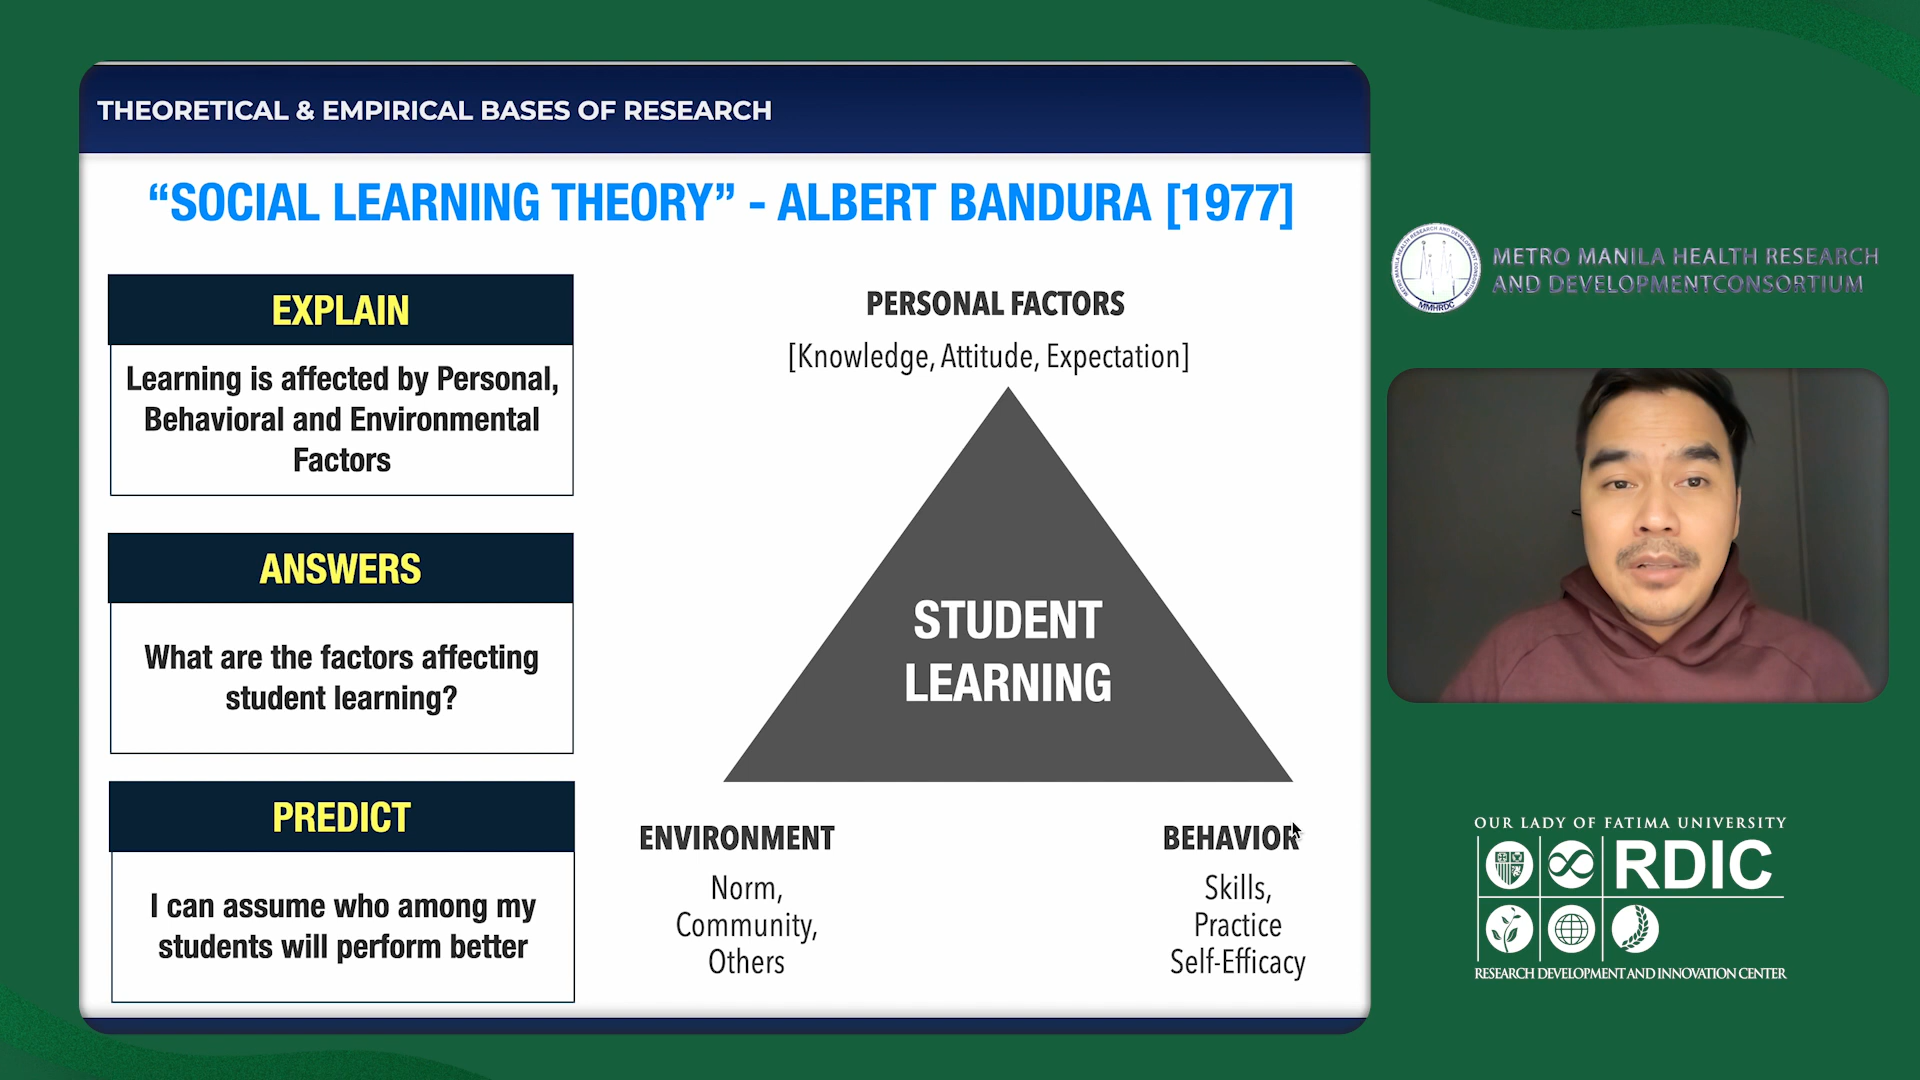 THEORETICAL & EMPIRICAL BASES OF RESEARCH
“SOCIAL LEARNING THEORY” - ALBERT BANDURA [1977]
EXPLAIN
Learning is affected by Personal,
Behavioral and Environmental
Factors
ANSWERS
What are the factors affecting
student learning?
PREDICT
I can assume who among my
students will perform better
PERSONAL FACTORS
[Knowledge, Attitude, Expectation]
STUDENT
LEARNING
ENVIRONMENT
Norm,
Community,
Others
BEHAVIOR
Skills,
Practice
Self-Efficacy
METRO MANILA HEALTH RESEARCH
AND DEVELOPMENTCONSORTIUM
MMHRDC
OUR LADY OF FATIMA UNIVERSITY
RDIC
RESEARCH DEVELOPMENT AND INNOVATION CENTER